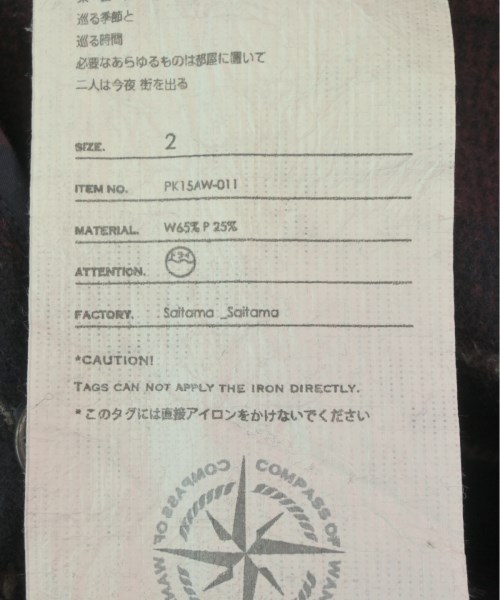 巡る季節と
巡る時間
必要なあらゆるものは部屋に置いて
二人は今夜 街を出る
SIZE. 2
ITEM NO. PK15AW-011
MATERIAL. W65% P 25%
ATTENTION.
FACTORY. Saitama _Saitama
*CAUTION!
TAGS CAN NOT APPLY THE IRON DIRECTLY.
*このタグには直接アイロンをかけないでください
COMPASS OF COMPASS OF